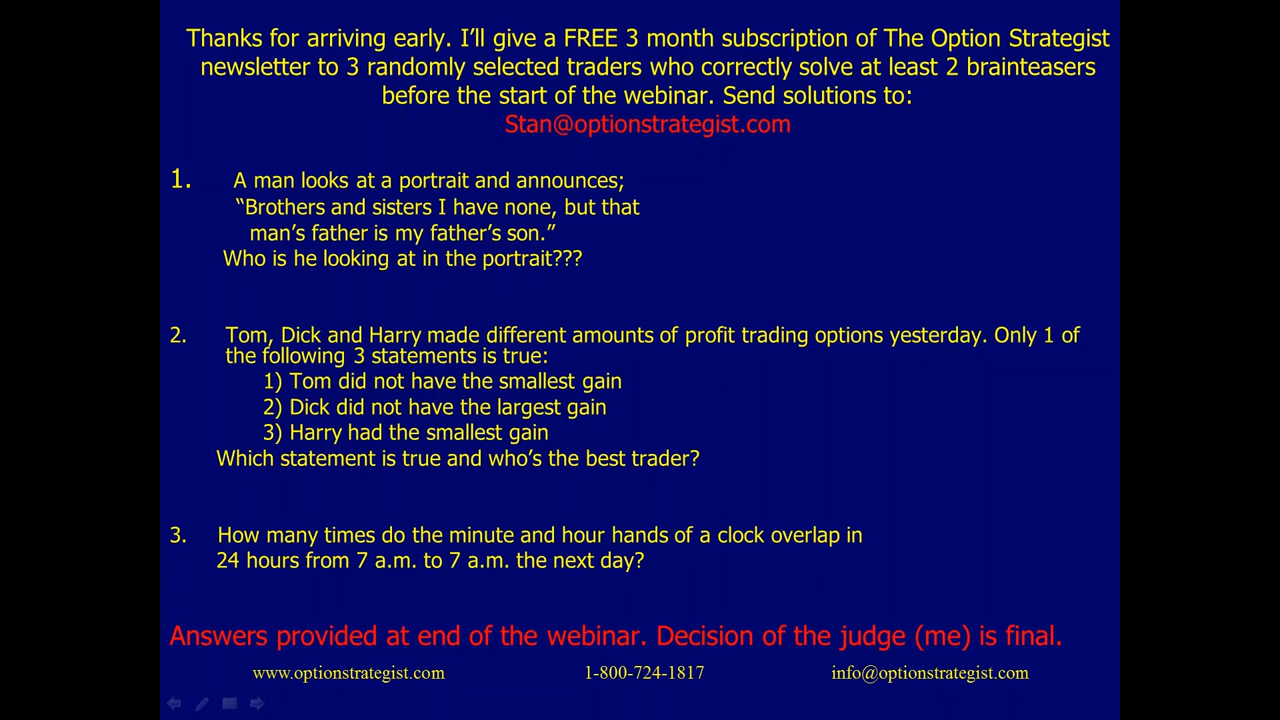 Thanks for arriving early. I’ll give a FREE 3 month subscription of The Option Strategist
newsletter to 3 randomly selected traders who correctly solve at least 2 brainteasers
before the start of the webinar. Send solutions to:
Stan@optionstrategist.com
1. A man looks at a portrait and announces;
“Brothers and sisters I have none, but that
man’s father is my father’s son.”
Who is he looking at in the portrait???
2. Tom, Dick and Harry made different amounts of profit trading options yesterday. Only 1 of
the following 3 statements is true:
1) Tom did not have the smallest gain
2) Dick did not have the largest gain
3) Harry had the smallest gain
Which statement is true and who’s the best trader?
3. How many times do the minute and hour hands of a clock overlap in
24 hours from 7 a.m. to 7 a.m. the next day?
Answers provided at end of the webinar. Decision of the judge (me) is final.
www.optionstrategist.com 1-800-724-1817 info@optionstrategist.com